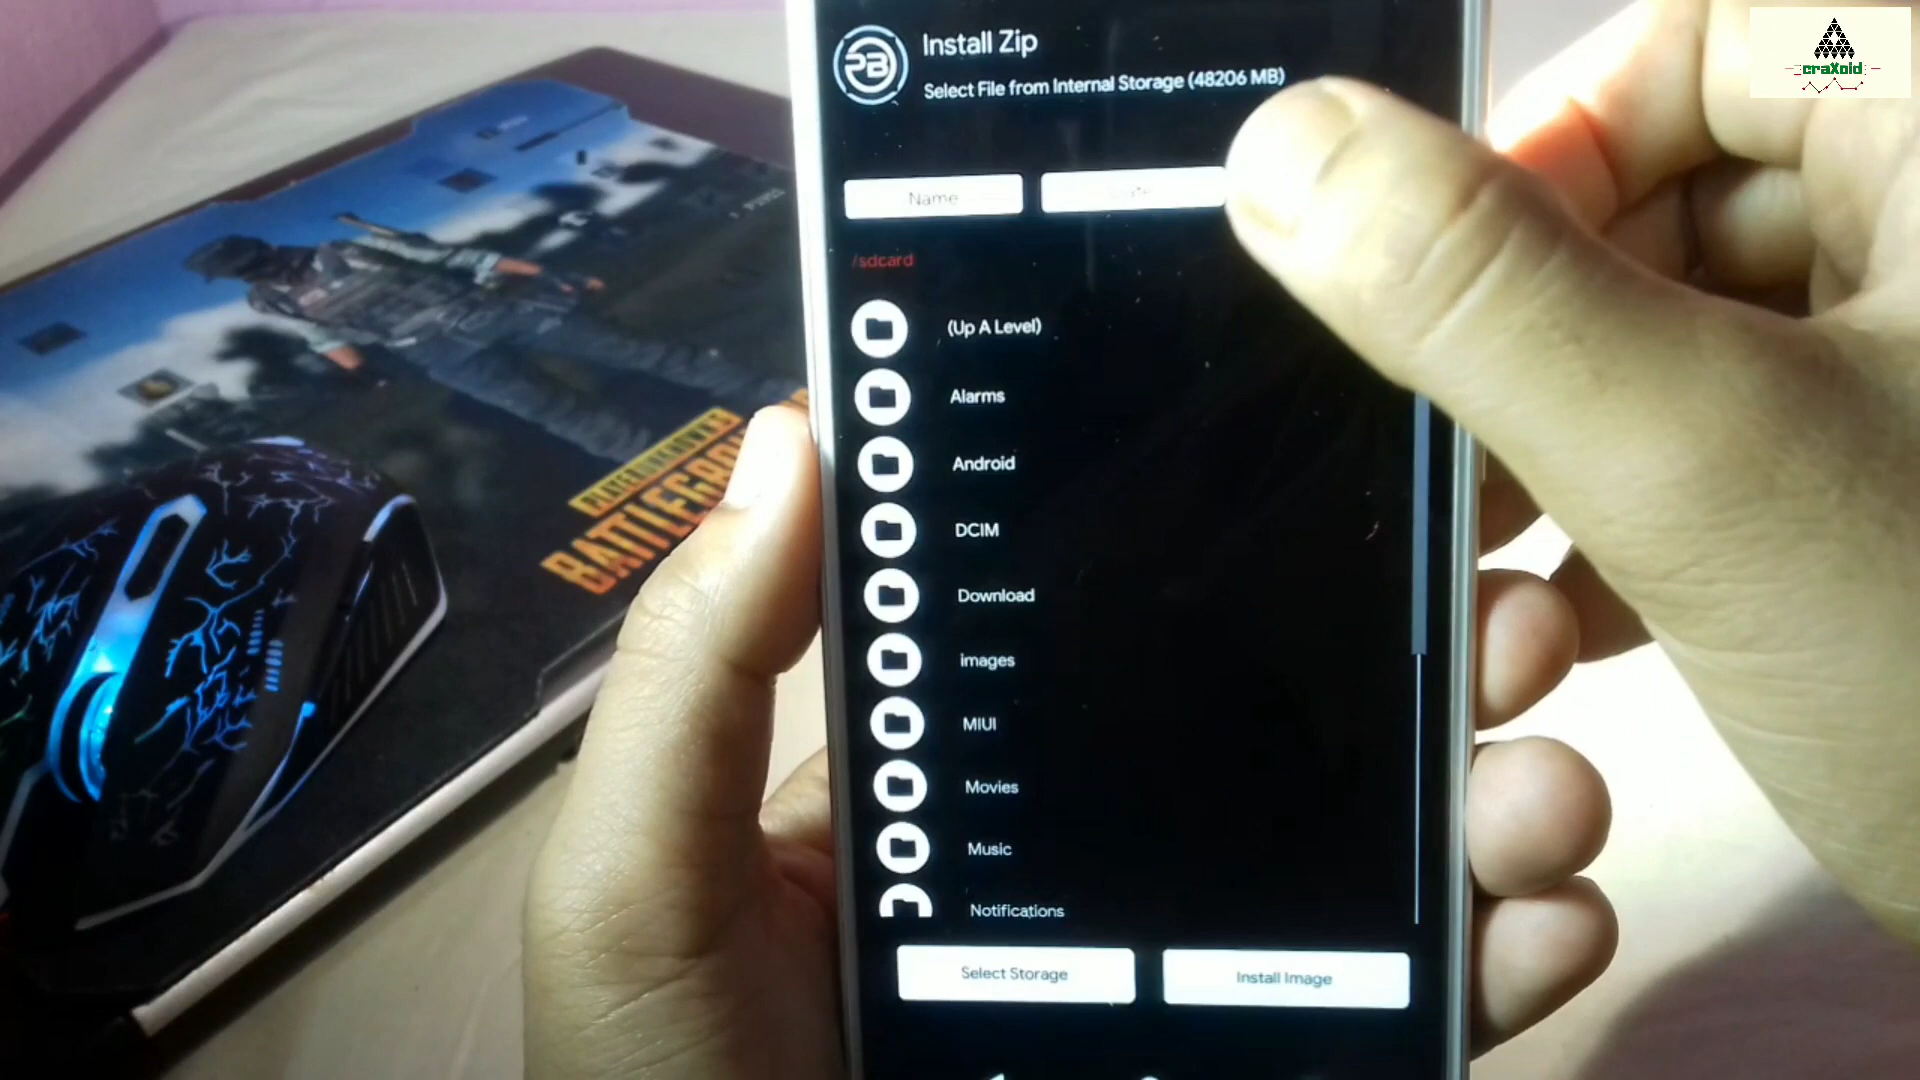 Install Zip
Select File from Internal Storage (48206 MB)
craXoid
Name
/sdcard
(Up A Level)
Alarms
Android
DCIM
Download
images
MIUI
Movies
Music
Notifications
Select Storage
Install Image
PLAYERUNKNOWN'S